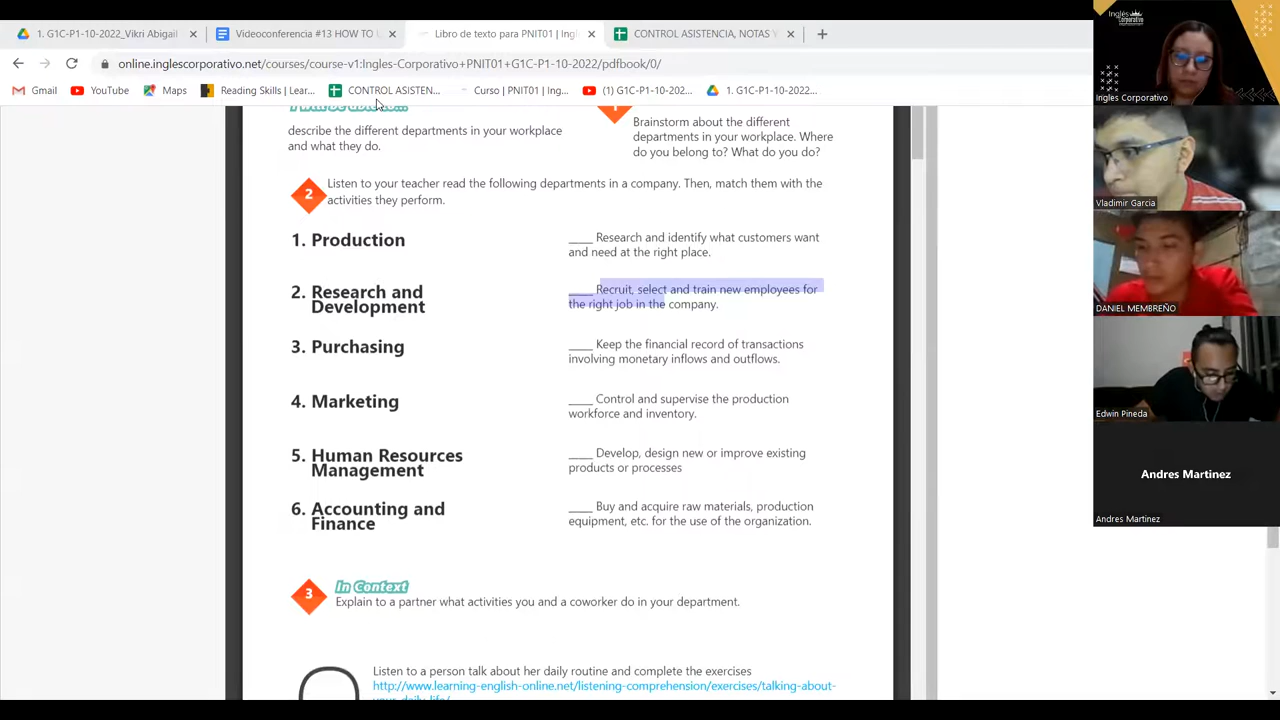 1. G1C-P1-10-2022_Vikri Abigail
Videoconferencia #13 HOW TO U
Libro de texto para PNIT01 | Ingl
CONTROL ASISTENCIA, NOTAS Y
online.inglescorporativo.net/courses/course-v1:Ingles-Corporativo+PNIT01+G1C-P1-10-2022/pdfbook/0/
Gmail
YouTube
Maps
Reading Skills | Lear...
CONTROL ASISTEN...
Curso | PNIT01 | Ing...
(1) G1C-P1-10-202...
1. G1C-P1-10-2022...
describe the different departments in your workplace
and what they do.
1
Brainstorm about the different
departments in your workplace. Where
do you belong to? What do you do?
2
Listen to your teacher read the following departments in a company. Then, match them with the
activities they perform.
1. Production
____ Research and identify what customers want
and need at the right place.
2. Research and
Development
____ Recruit, select and train new employees for
the right job in the company.
3. Purchasing
____ Keep the financial record of transactions
involving monetary inflows and outflows.
4. Marketing
____ Control and supervise the production
workforce and inventory.
5. Human Resources
Management
____ Develop, design new or improve existing
products or processes
6. Accounting and
Finance
____ Buy and acquire raw materials, production
equipment, etc. for the use of the organization.
3
In Context
Explain to a partner what activities you and a coworker do in your department.
Listen to a person talk about her daily routine and complete the exercises
http://www.learning-english-online.net/listening-comprehension/exercises/talking-about-
Inglés
Corporativo
Ingles Corporativo
Vladimir Garcia
DANIEL MEMBREÑO
Edwin Pineda
Andres Martinez
Andres Martinez